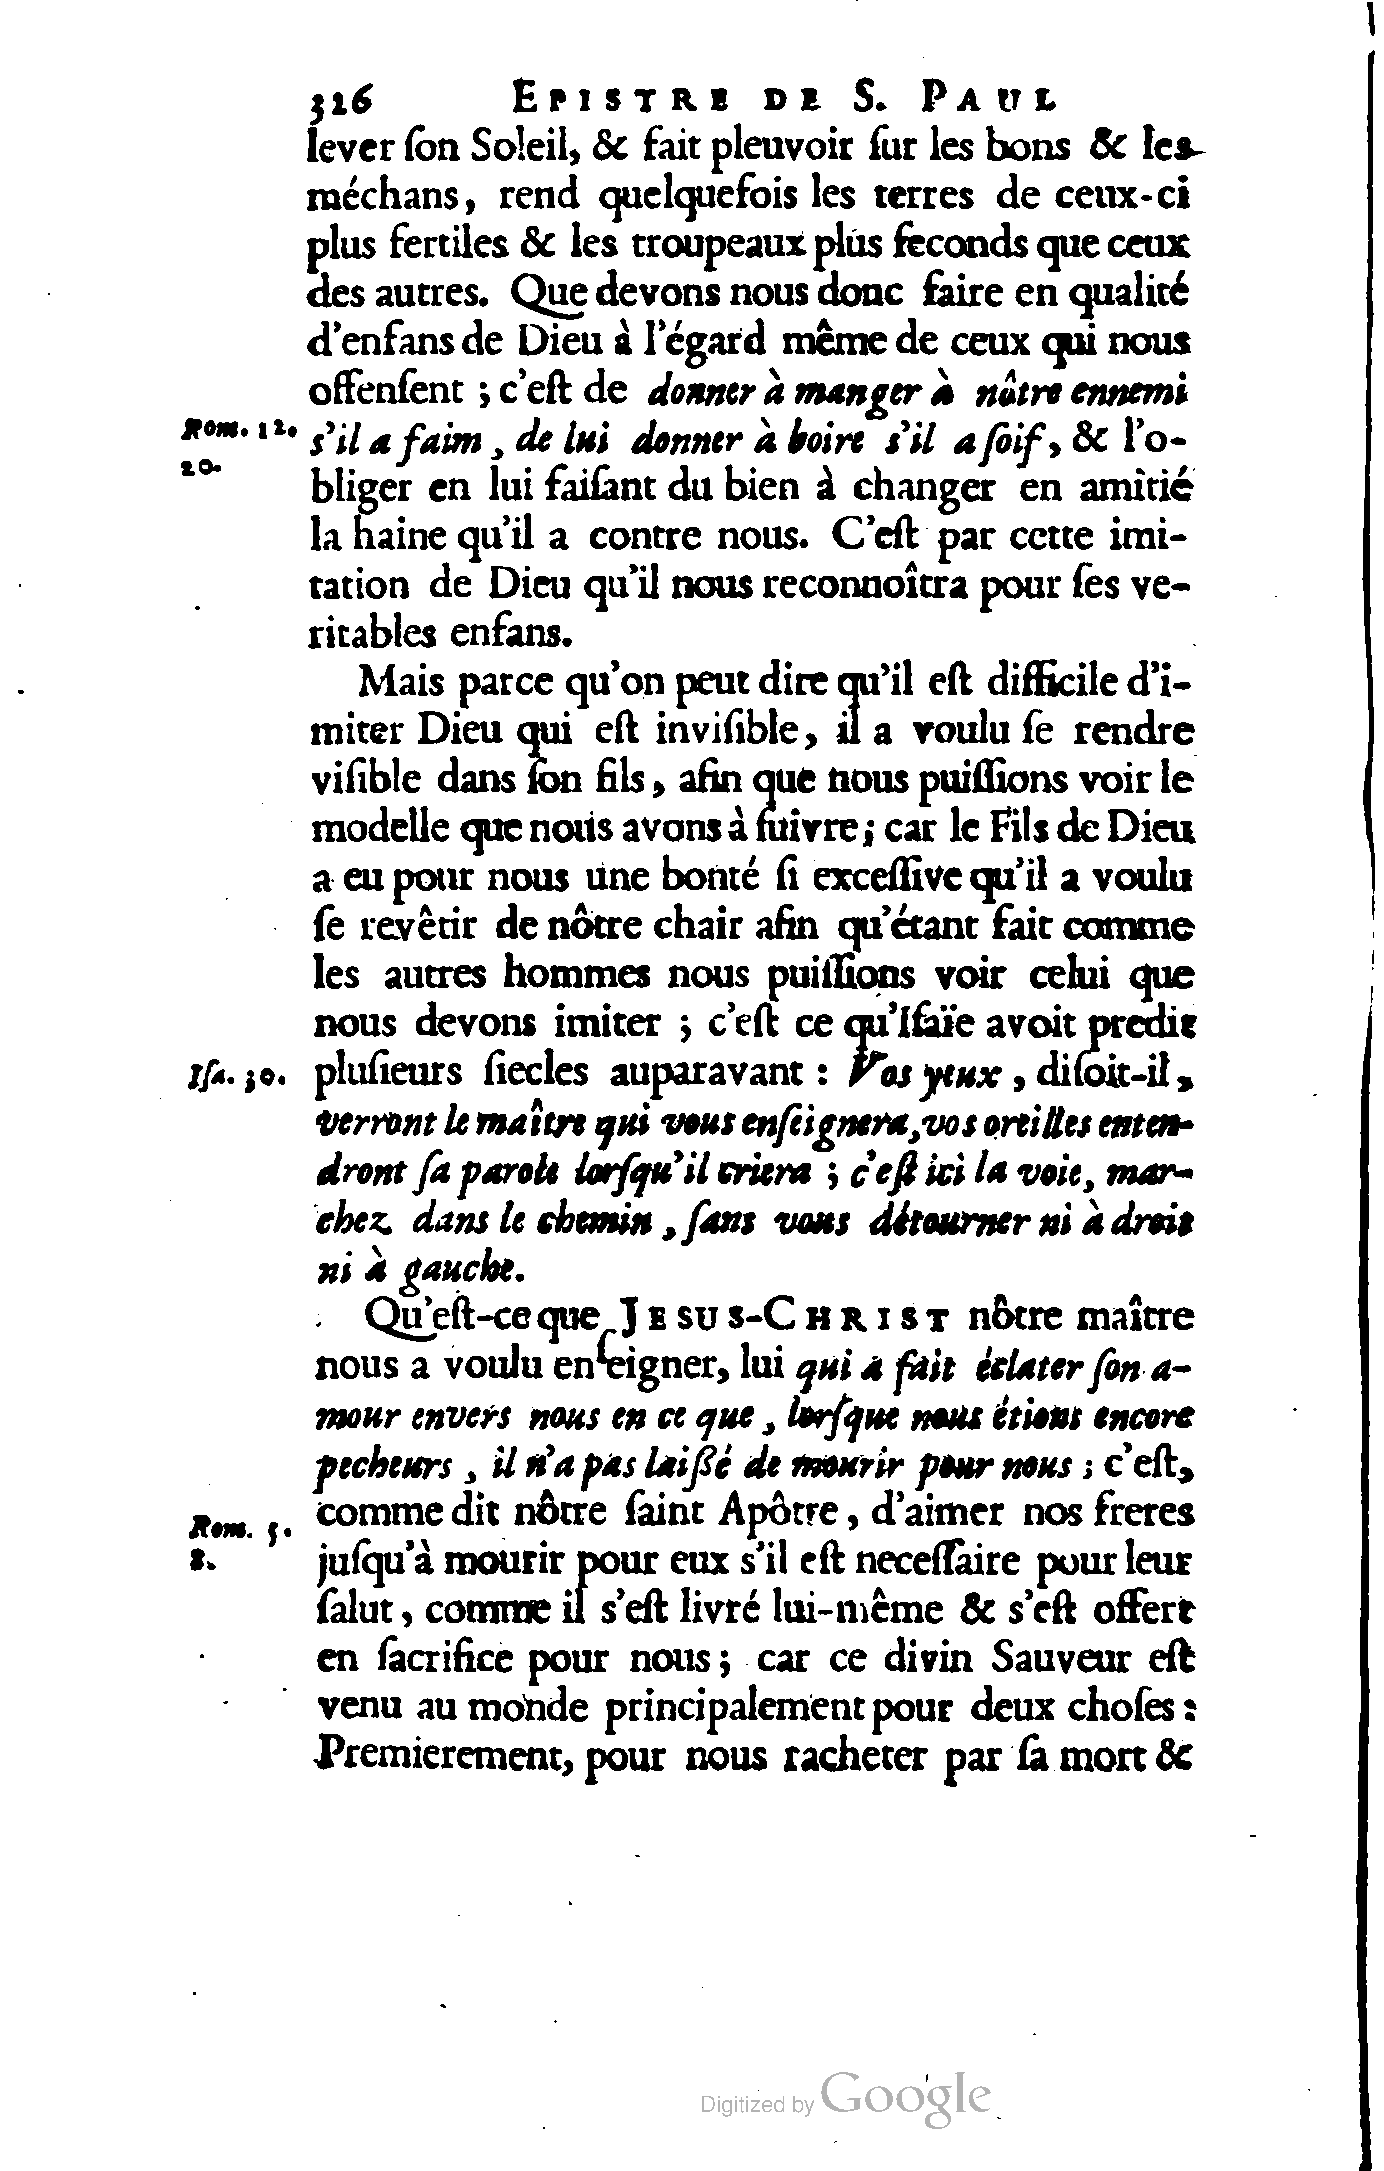 326 EPISTRE DE S. PAUL
lever ſon Soleil, & fait pleuvoir ſur les bons & les
méchans, rend quelquefois les terres de ceux-ci
plus fertiles & les troupeaux plus feconds que ceux
des autres. Que devons nous donc faire en qualité
d'enfans de Dieu à l'égard même de ceux qui nous
offenſent ; c'eſt de donner à manger à nôtre ennemi
Rom. 12. s'il a faim, de lui donner à boire s'il a ſoif, & l'o-
20.
bliger en lui faiſant du bien à changer en amitié
la haine qu'il a contre nous. C'eſt par cette imi-
tation de Dieu qu'il nous reconnoîtra pour ſes ve-
ritables enfans.
Mais parce qu'on peut dire qu'il eſt difficile d'i-
miter Dieu qui eſt inviſible, il a voulu ſe rendre
viſible dans ſon fils, afin que nous puiſſions voir le
modelle que nous avons à ſuivre; car le Fils de Dieu
a eu pour nous une bonté ſi exceſſive qu'il a voulu
ſe revêtir de nôtre chair afin qu'étant fait comme
les autres hommes nous puiſſions voir celui que
nous devons imiter ; c'eſt ce qu'Iſaïe avoit predit
Iſa. 30. pluſieurs ſiecles auparavant : Vos yeux, diſoit-il,
verront le maître qui vous enſeignera, vos oreilles enten-
dront ſa parole lorſqu'il criera ; c'eſt ici la voie, mar-
chez dans le chemin, ſans vous détourner ni à droit
ni à gauche.
Qu'eſt-ce que JESUS-CHRIST nôtre maître
nous a voulu enſeigner, lui qui a fait éclater ſon a-
mour envers nous en ce que, lorſque nous étions encore
pecheurs, il n'a pas laiſſé de mourir pour nous ; c'eſt,
comme dit nôtre ſaint Apôtre, d'aimer nos freres
Rom. 5.
8. juſqu'à mourir pour eux s'il eſt neceſſaire pour leur
ſalut, comme il s'eſt livré lui-même & s'eſt offert
en ſacrifice pour nous; car ce divin Sauveur eſt
venu au monde principalement pour deux choſes :
Premierement, pour nous racheter par ſa mort &
Digitized by Google